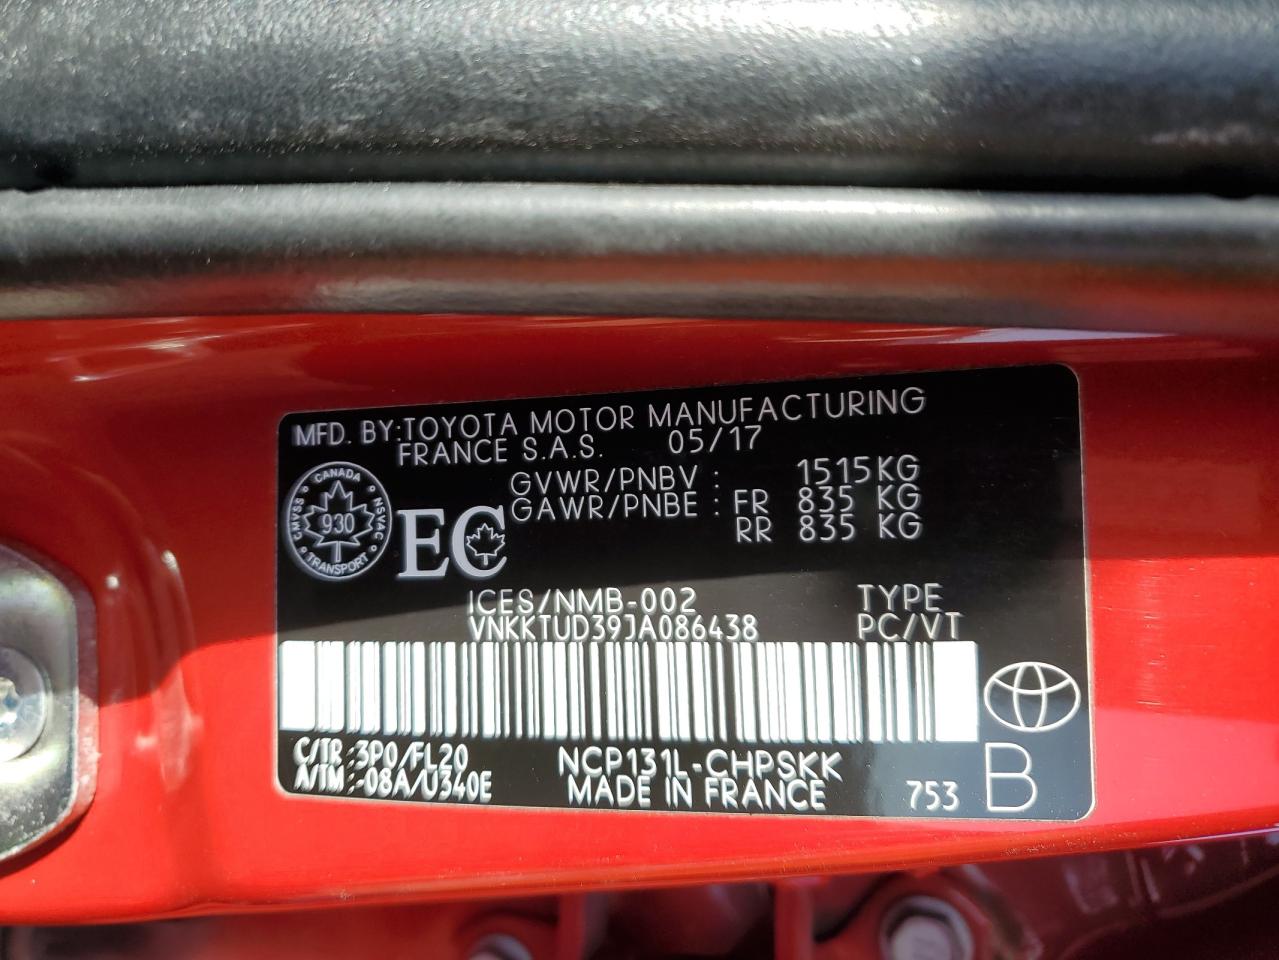 MFD. BY:TOYOTA MOTOR MANUFACTURING
FRANCE S.A.S. 05/17
GVWR/PNBV : 1515KG
GAWR/PNBE : FR 835 KG
RR 835 KG
CANADA
CMVSS 930 NSVAC
TRANSPORT
EC
ICES/NMB-002 TYPE
VNKKTUD39JA086438 PC/VT
C/TR:3P0/FL20 NCP131L-CHPSKK
A/TM:-08A/U340E MADE IN FRANCE 753 B